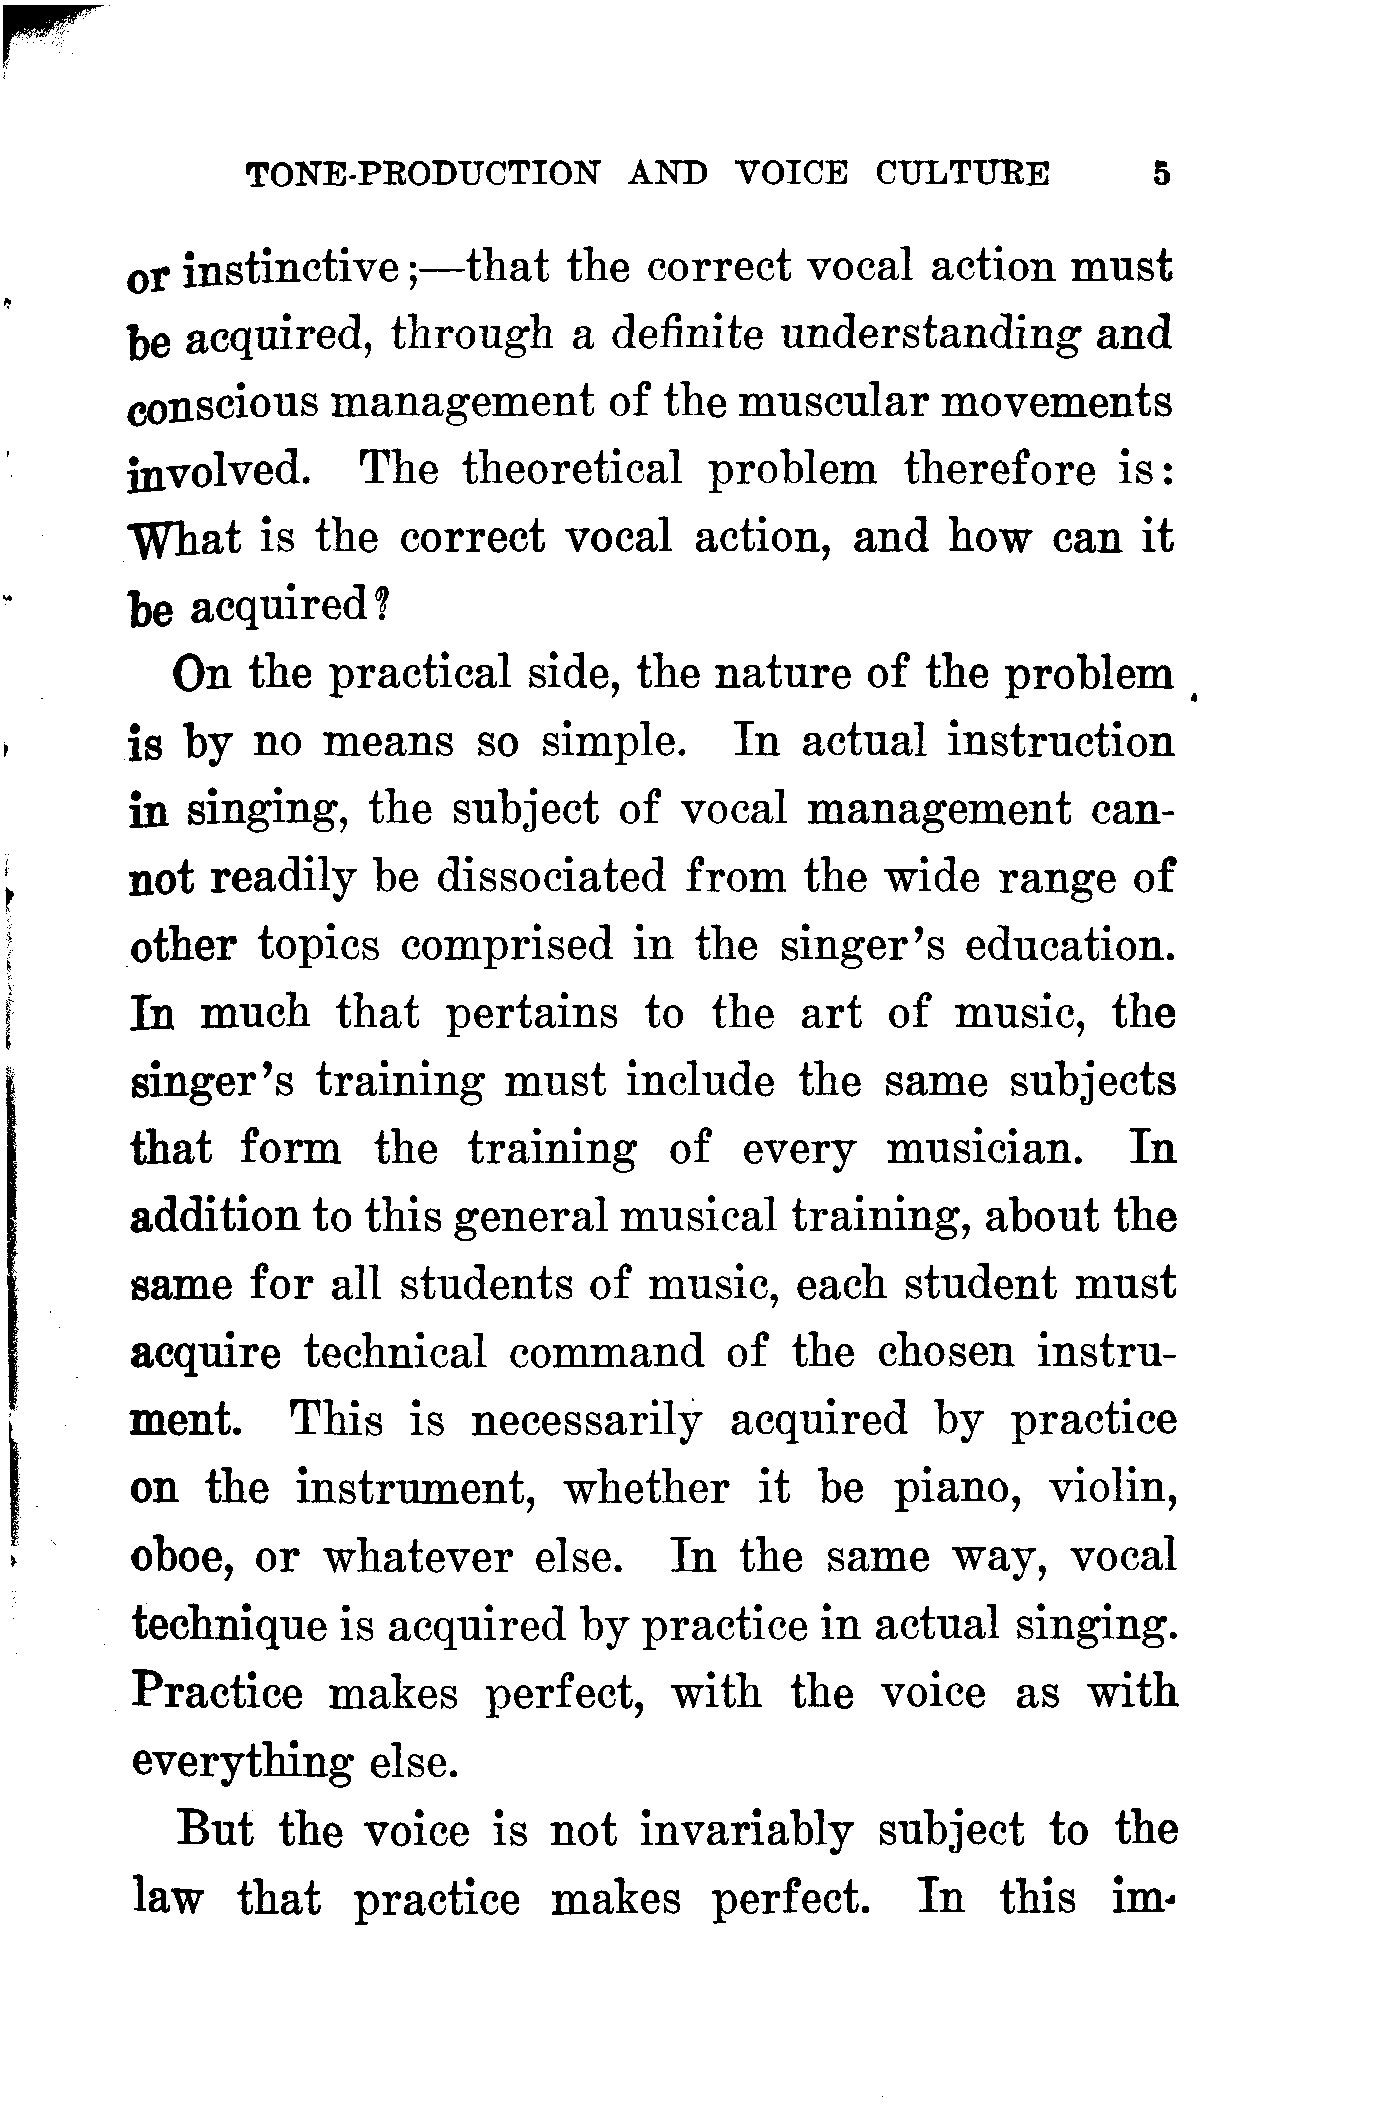 TONE-PRODUCTION AND VOICE CULTURE 5
or instinctive;—that the correct vocal action must
be acquired, through a definite understanding and
conscious management of the muscular movements
involved. The theoretical problem therefore is:
What is the correct vocal action, and how can it
be acquired?
On the practical side, the nature of the problem
is by no means so simple. In actual instruction
in singing, the subject of vocal management can-
not readily be dissociated from the wide range of
other topics comprised in the singer's education.
In much that pertains to the art of music, the
singer's training must include the same subjects
that form the training of every musician. In
addition to this general musical training, about the
same for all students of music, each student must
acquire technical command of the chosen instru-
ment. This is necessarily acquired by practice
on the instrument, whether it be piano, violin,
oboe, or whatever else. In the same way, vocal
technique is acquired by practice in actual singing.
Practice makes perfect, with the voice as with
everything else.
But the voice is not invariably subject to the
law that practice makes perfect. In this im-